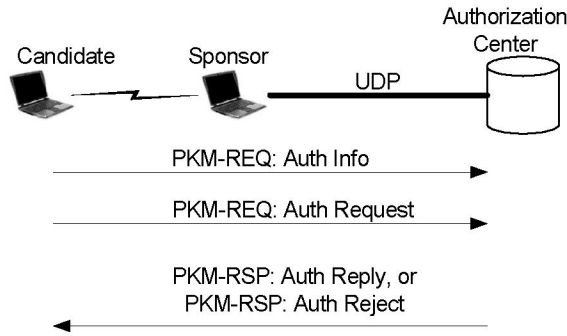 Authorization
Center
Candidate
Sponsor
UDP
PKM-REQ: Auth Info
PKM-REQ: Auth Request
PKM-RSP: Auth Reply, or
PKM-RSP: Auth Reject